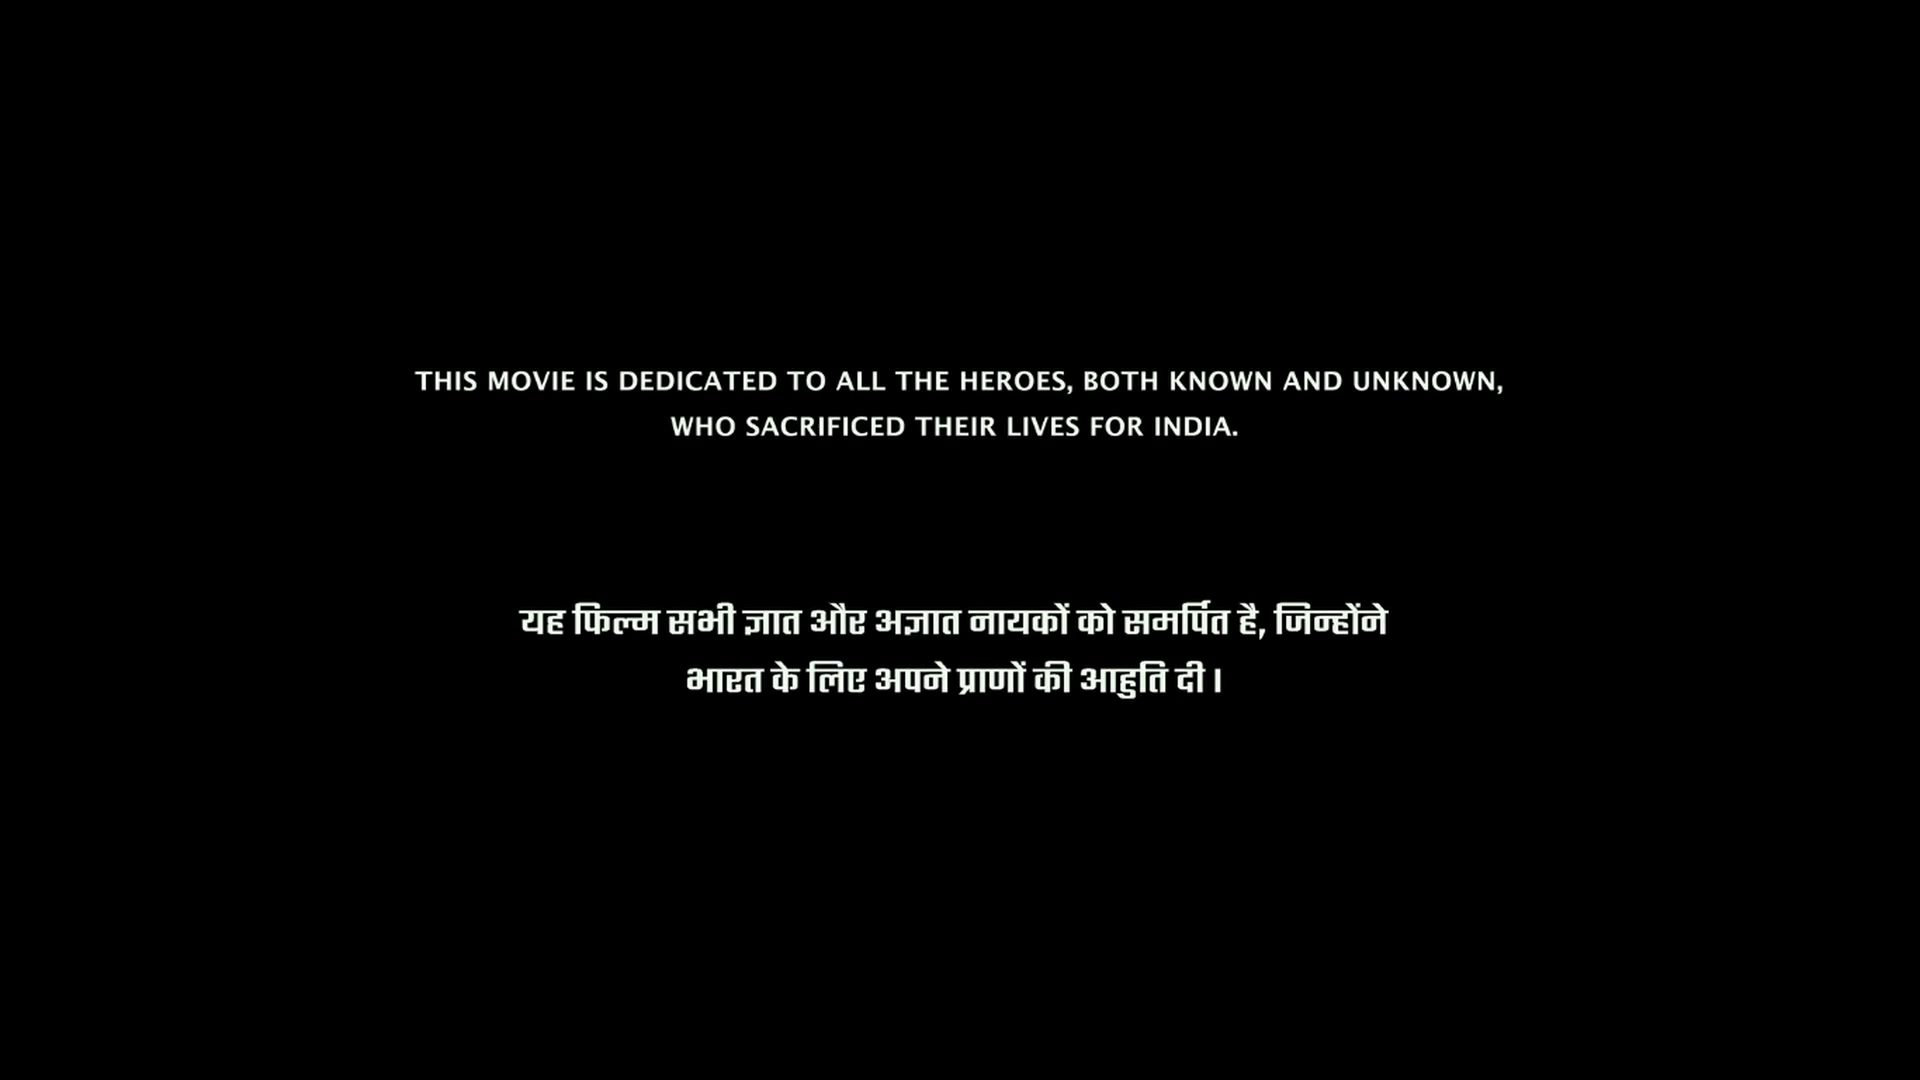 THIS MOVIE IS DEDICATED TO ALL THE HEROES, BOTH KNOWN AND UNKNOWN,
WHO SACRIFICED THEIR LIVES FOR INDIA.
यह फिल्म सभी ज्ञात और अज्ञात नायकों को समर्पित है, जिन्होंने
भारत के लिए अपने प्राणों की आहुति दी।